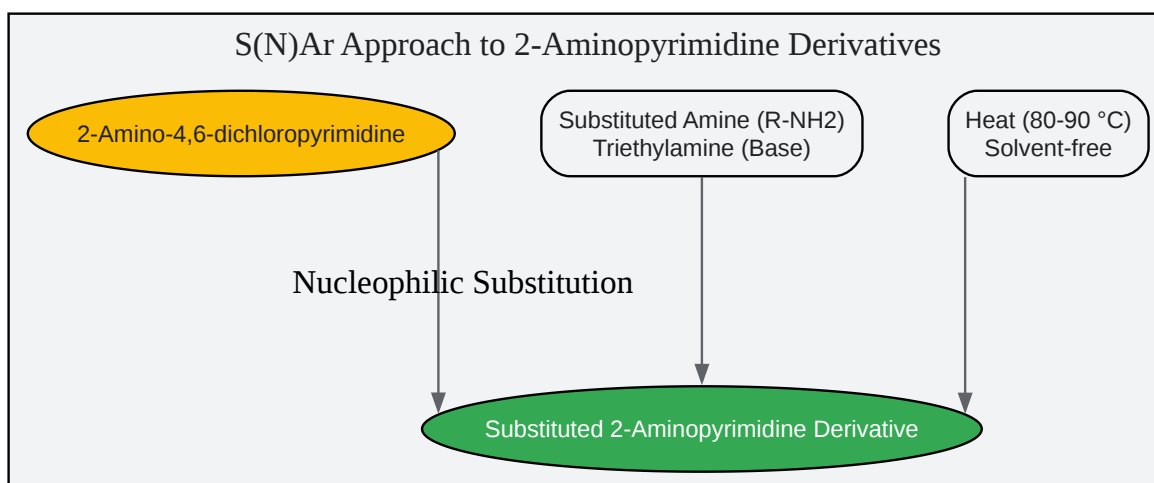 S(N)Ar Approach to 2-Aminopyrimidine Derivatives
2-Amino-4,6-dichloropyrimidine
Substituted Amine (R-NH2)
Triethylamine (Base)
Heat (80-90 °C)
Solvent-free
Nucleophilic Substitution
Substituted 2-Aminopyrimidine Derivative